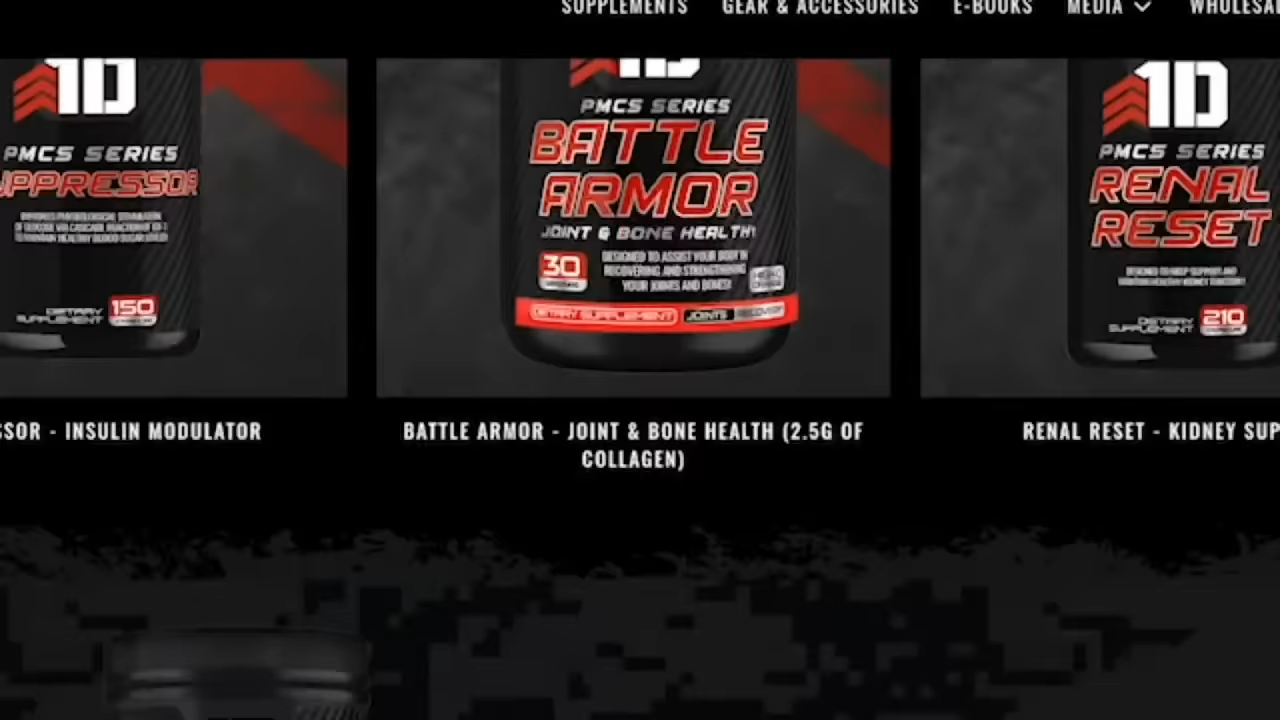 SUPPLEMENTS GEAR & ACCESSORIES E-BOOKS MEDIA
1D
PMCS SERIES
DIETARY
SUPPLEMENT
150
1D
PMCS SERIES
BATTLE
ARMOR
JOINT & BONE HEALTH
30
DESIGNED TO ASSIST YOUR BODY IN
RECOVERING AND STRENGTHENING
YOUR JOINTS AND BONES!
DIETARY SUPPLEMENT JOINTS RECOVERY
1D
PMCS SERIES
RENAL
RESET
DIETARY
SUPPLEMENT
210
SSOR - INSULIN MODULATOR
BATTLE ARMOR - JOINT & BONE HEALTH (2.5G OF
COLLAGEN)
RENAL RESET - KIDNEY SUP